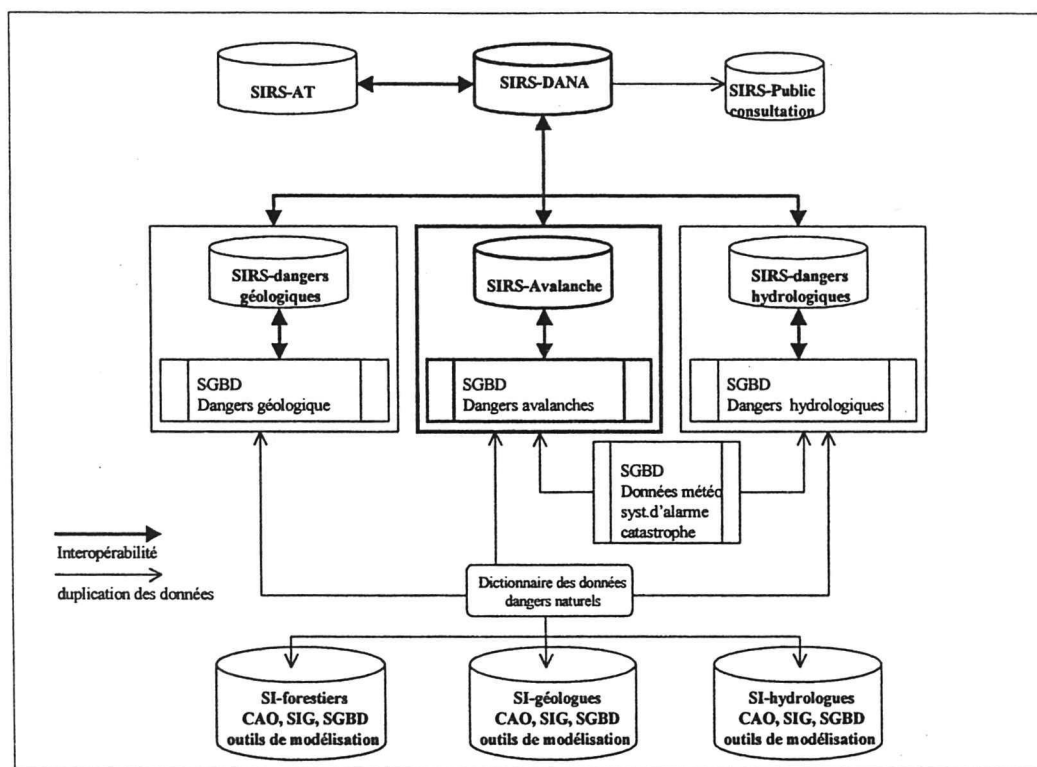 SIRS-AT
SIRS-DANA
SIRS-Public
consultation
SIRS-dangers
géologiques
SIRS-Avalanche
SIRS-dangers
hydrologiques
SGBD
Dangers géologique
SGBD
Dangers avalanches
SGBD
Dangers hydrologiques
SGBD
Données météo
syst.d'alarme
catastrophe
Interopérabilité
duplication des données
Dictionnaire des données
dangers naturels
SI-forestiers
CAO, SIG, SGBD
outils de modélisation
SI-géologues
CAO, SIG, SGBD
outils de modélisation
SI-hydrologues
CAO, SIG, SGBD
outils de modélisation